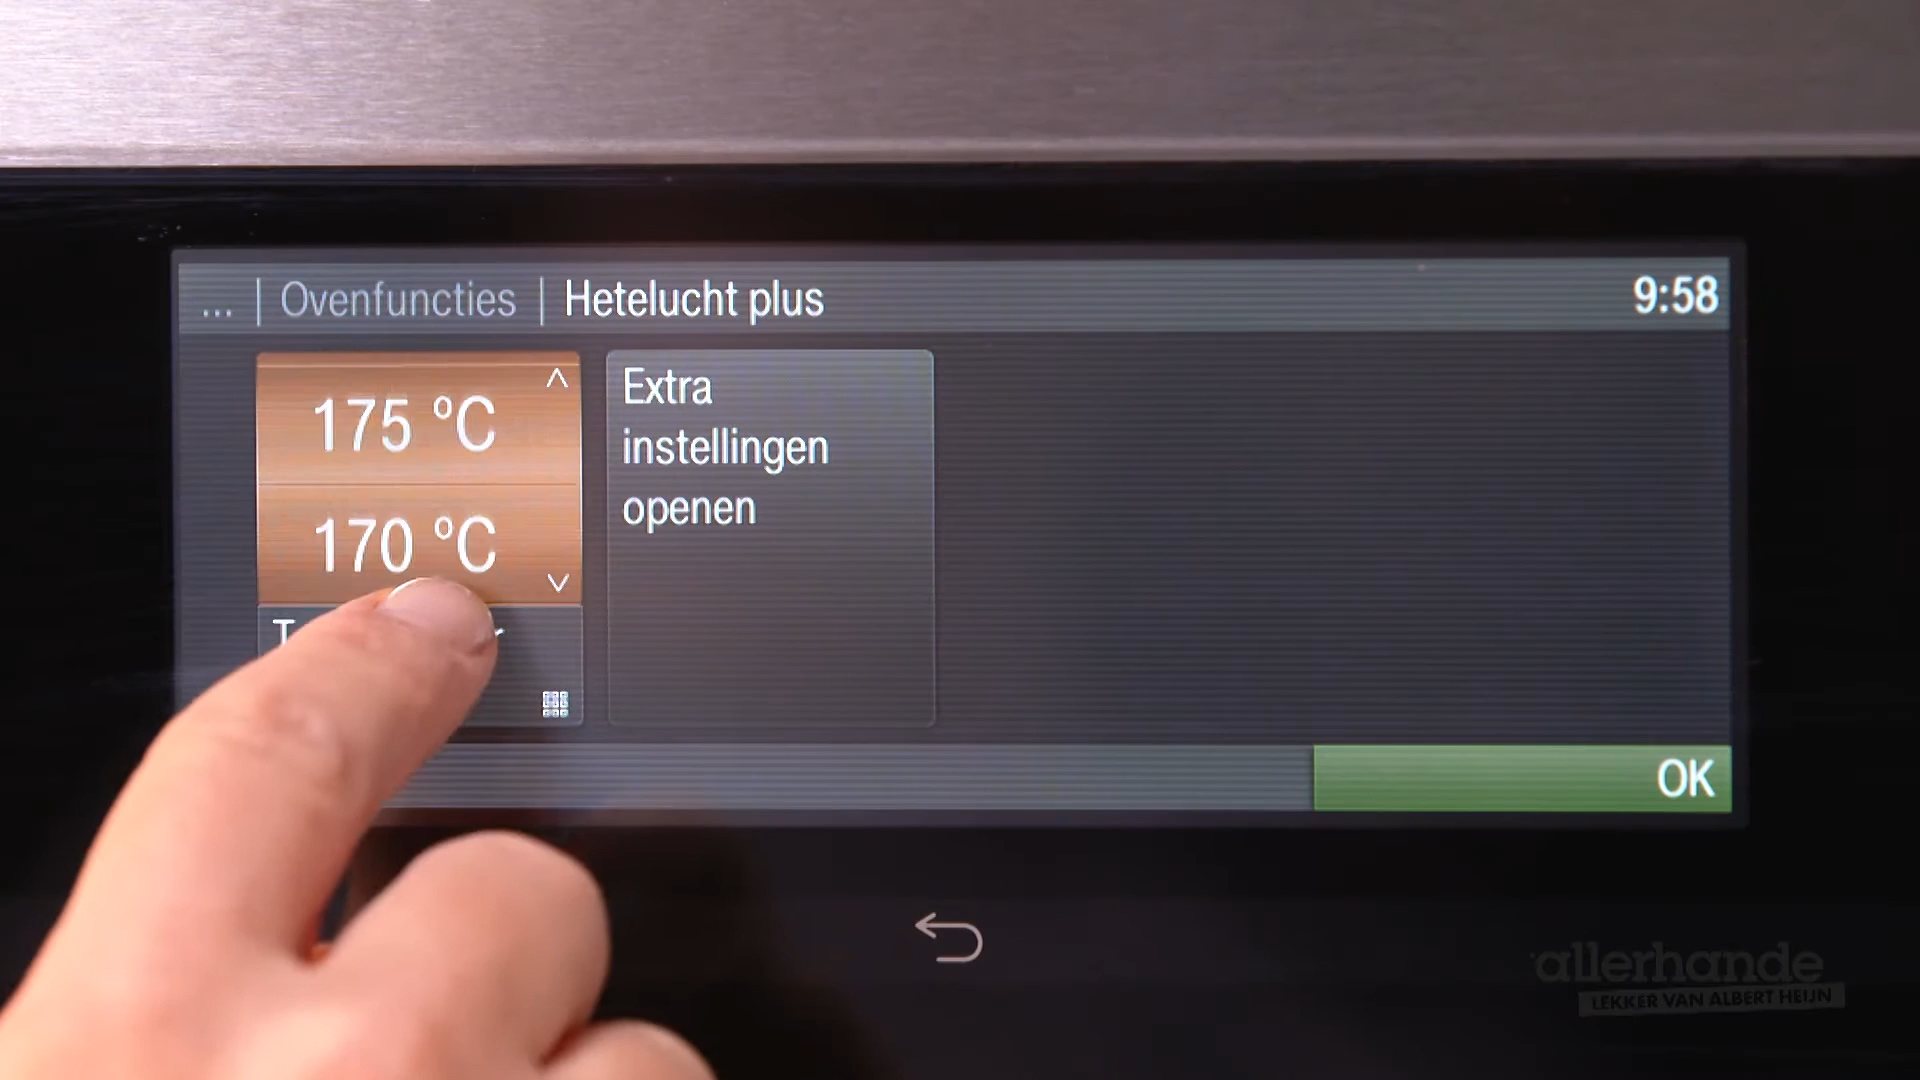 ... | Ovenfuncties | Hetelucht plus
9:58
175 °C
170 °C
Extra
instellingen
openen
OK
allerhande
LEKKER VAN ALBERT HEIJN